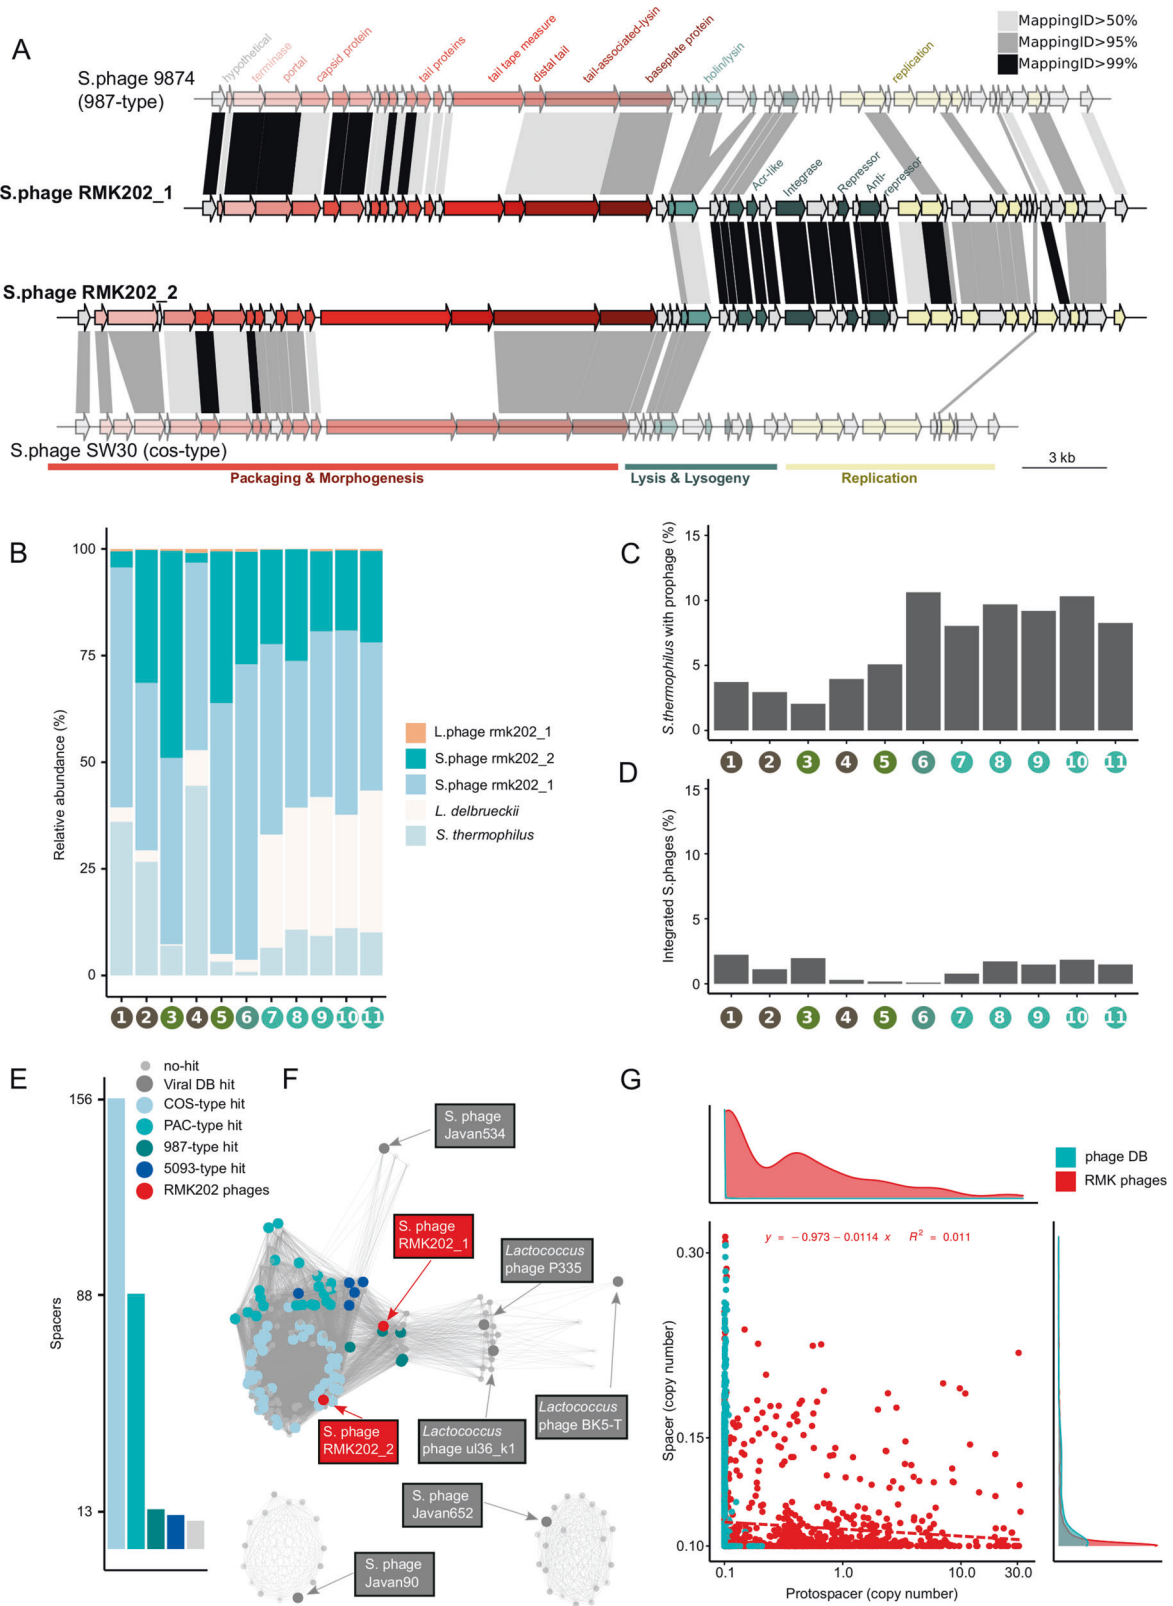 A
MappingID>50%
MappingID>95%
MappingID>99%
hypothetical
terminase
portal
capsid protein
tail proteins
tail tape measure
distal tail
tail-associated-lysin
baseplate protein
holin/lysin
replication
S.phage 9874
(987-type)
S.phage RMK202_1
Acr-like
Integrase
Repressor
Anti-
repressor
S.phage RMK202_2
S.phage SW30 (cos-type)
3 kb
Packaging & Morphogenesis
Lysis & Lysogeny
Replication
B
Relative abundance (%)
100
75
50
25
0
1 2 3 4 5 6 7 8 9 10 11
L.phage rmk202_1
S.phage rmk202_2
S.phage rmk202_1
L. delbrueckii
S. thermophilus
C
S.thermophilus with prophage (%)
15
10
5
0
1 2 3 4 5 6 7 8 9 10 11
D
Integrated S.phages (%)
15
10
5
0
1 2 3 4 5 6 7 8 9 10 11
E
Spacers
156
88
13
no-hit
Viral DB hit
COS-type hit
PAC-type hit
987-type hit
5093-type hit
RMK202 phages
F
S. phage
Javan534
S. phage
RMK202_1
Lactococcus
phage P335
S. phage
RMK202_2
Lactococcus
phage ul36_k1
Lactococcus
phage BK5-T
S. phage
Javan652
S. phage
Javan90
G
phage DB
RMK phages
y = −0.973−0.0114 x R² = 0.011
Spacer (copy number)
0.30
0.15
0.10
0.1 1.0 10.0 30.0
Protospacer (copy number)